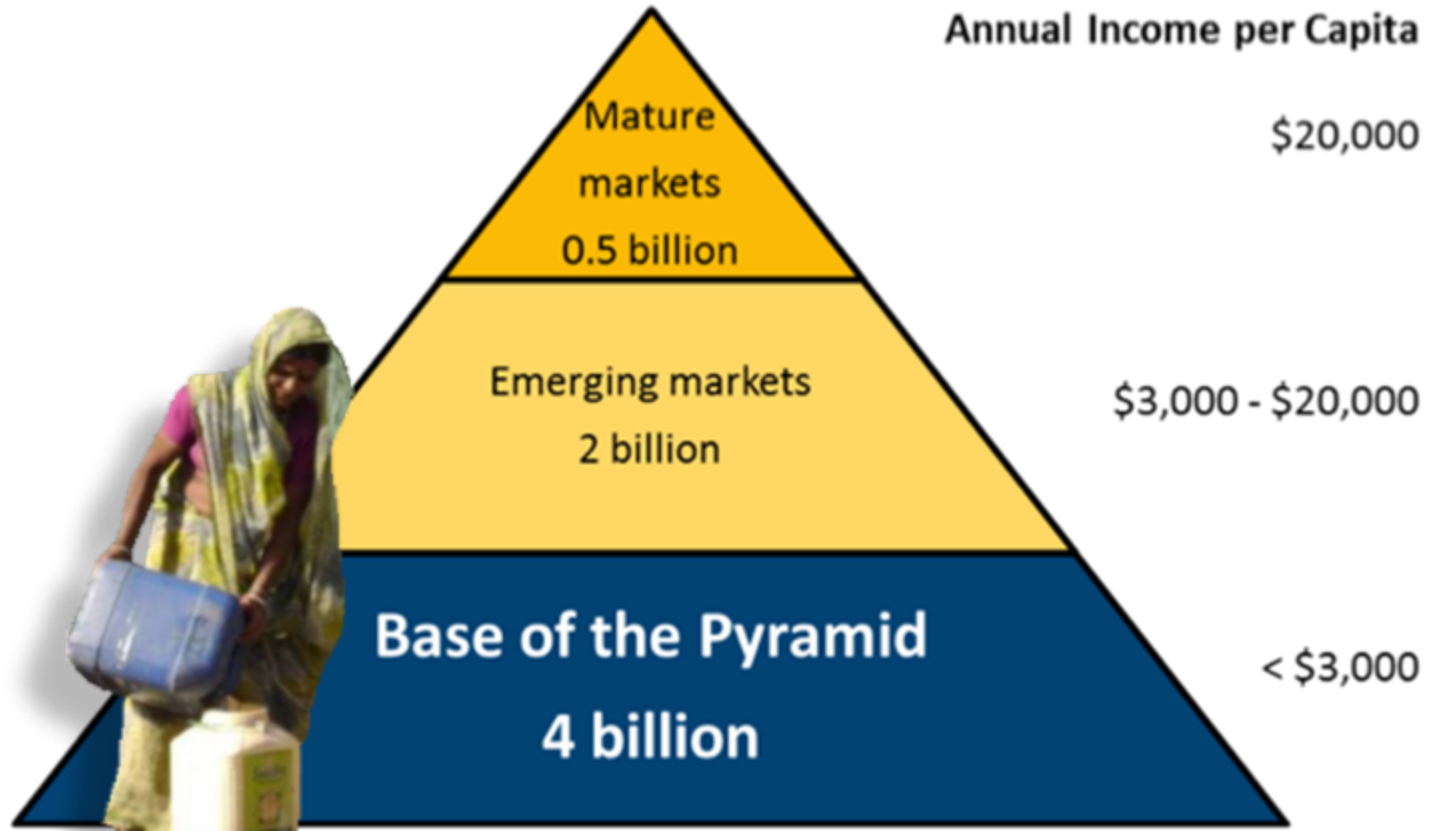 Annual Income per Capita
Mature
markets
0.5 billion
$20,000
Emerging markets
2 billion
$3,000 - $20,000
Base of the Pyramid
4 billion
< $3,000